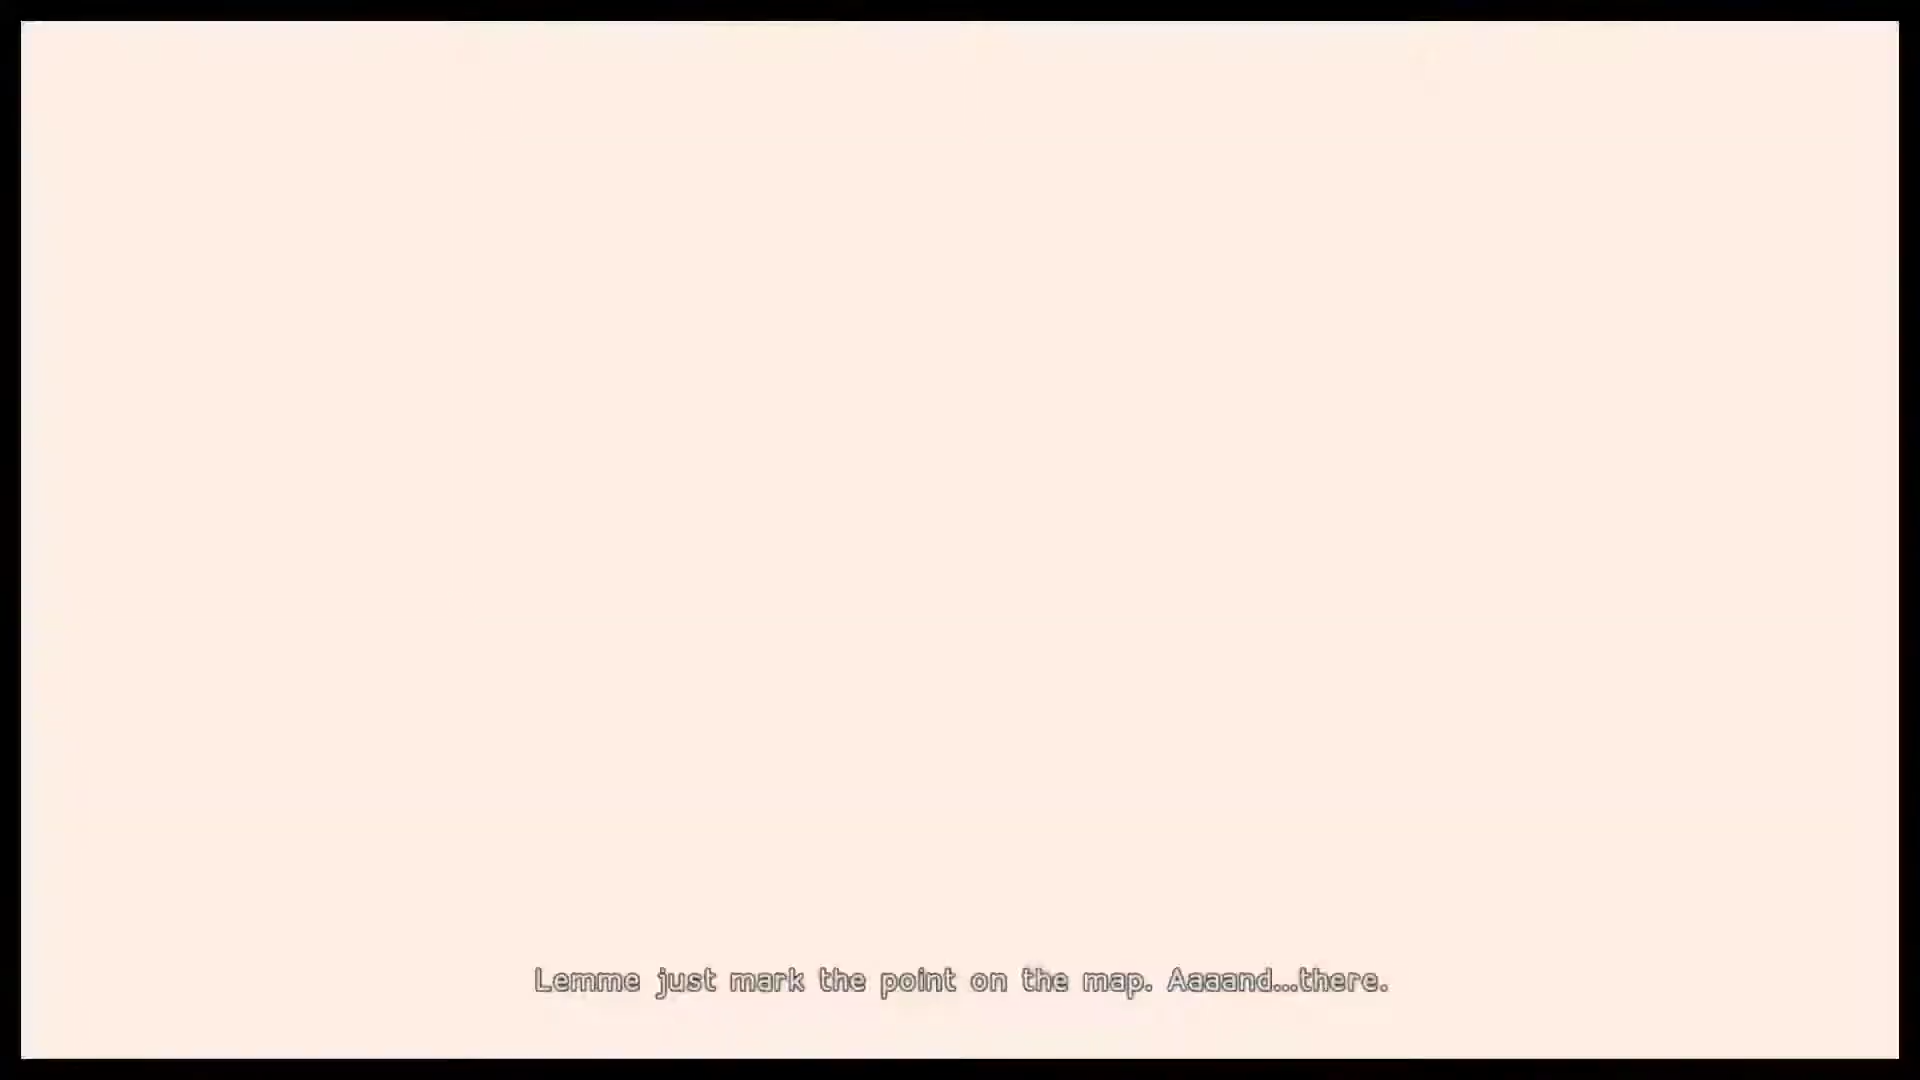 Lemme just mark the point on the map. Aaaand...there.